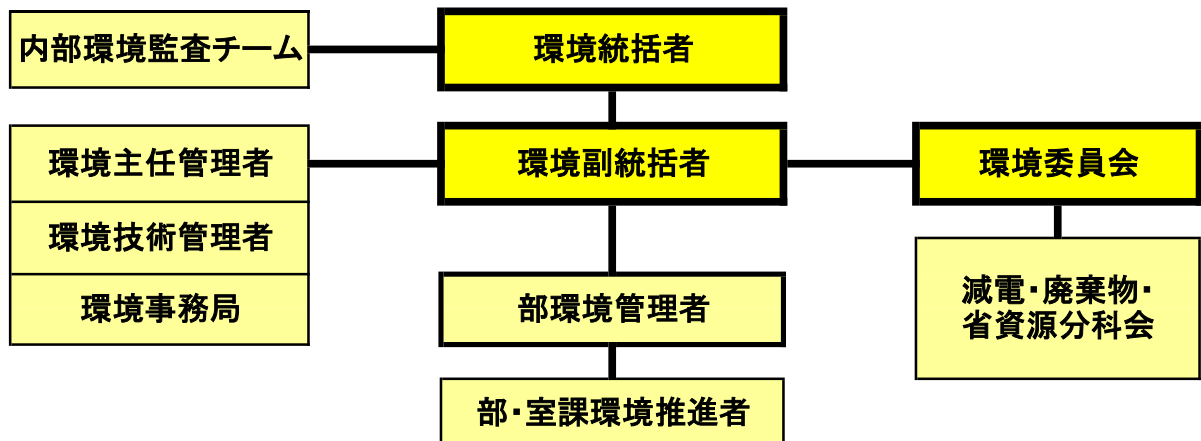 内部環境監査チーム
環境統括者
環境主任管理者
環境副統括者
環境委員会
環境技術管理者
環境事務局
部環境管理者
減電・廃棄物・
省資源分科会
部・室課環境推進者